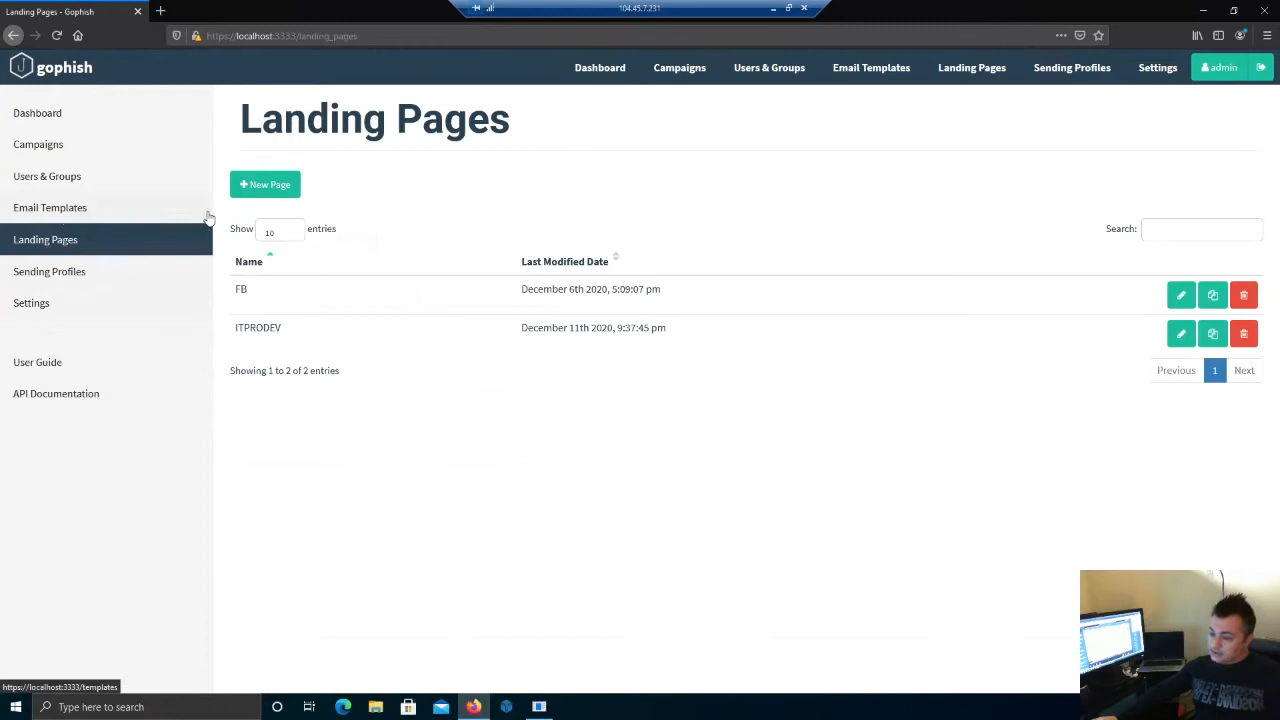 Landing Pages - Gophish
104.45.7.231
https://localhost:3333/landing_pages
gophish
Dashboard
Campaigns
Users & Groups
Email Templates
Landing Pages
Sending Profiles
Settings
admin
Dashboard
Campaigns
Users & Groups
Email Templates
Landing Pages
Sending Profiles
Settings
User Guide
API Documentation
Landing Pages
New Page
Show 10 entries
Search:
Name Last Modified Date
FB December 6th 2020, 5:09:07 pm
ITPRODEV December 11th 2020, 9:37:45 pm
Showing 1 to 2 of 2 entries
Previous 1 Next
https://localhost:3333/templates
Type here to search